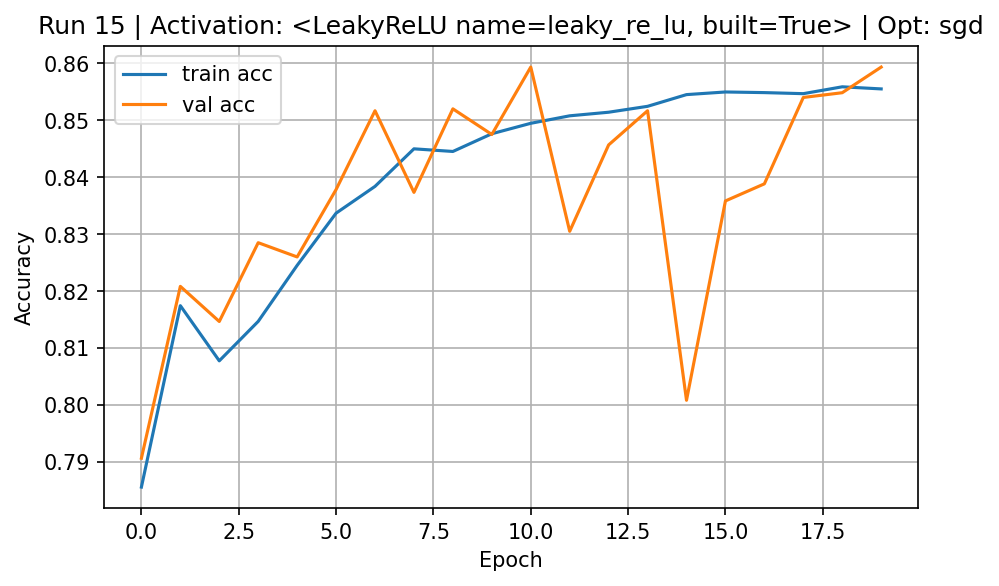 Run 15 | Activation: <LeakyReLU name=leaky_re_lu, built=True> | Opt: sgd
train acc
val acc
0.86
0.85
0.84
0.83
0.82
0.81
0.80
0.79
Accuracy
0.0 2.5 5.0 7.5 10.0 12.5 15.0 17.5
Epoch